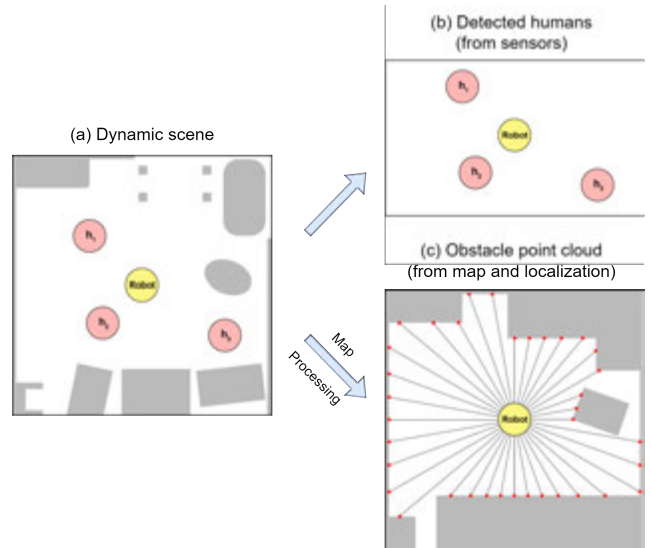 (a) Dynamic scene
h₁
Robot
h₂
h₃
(b) Detected humans
(from sensors)
h₁
Robot
h₂
h₃
Map
Processing
(c) Obstacle point cloud
(from map and localization)
Robot